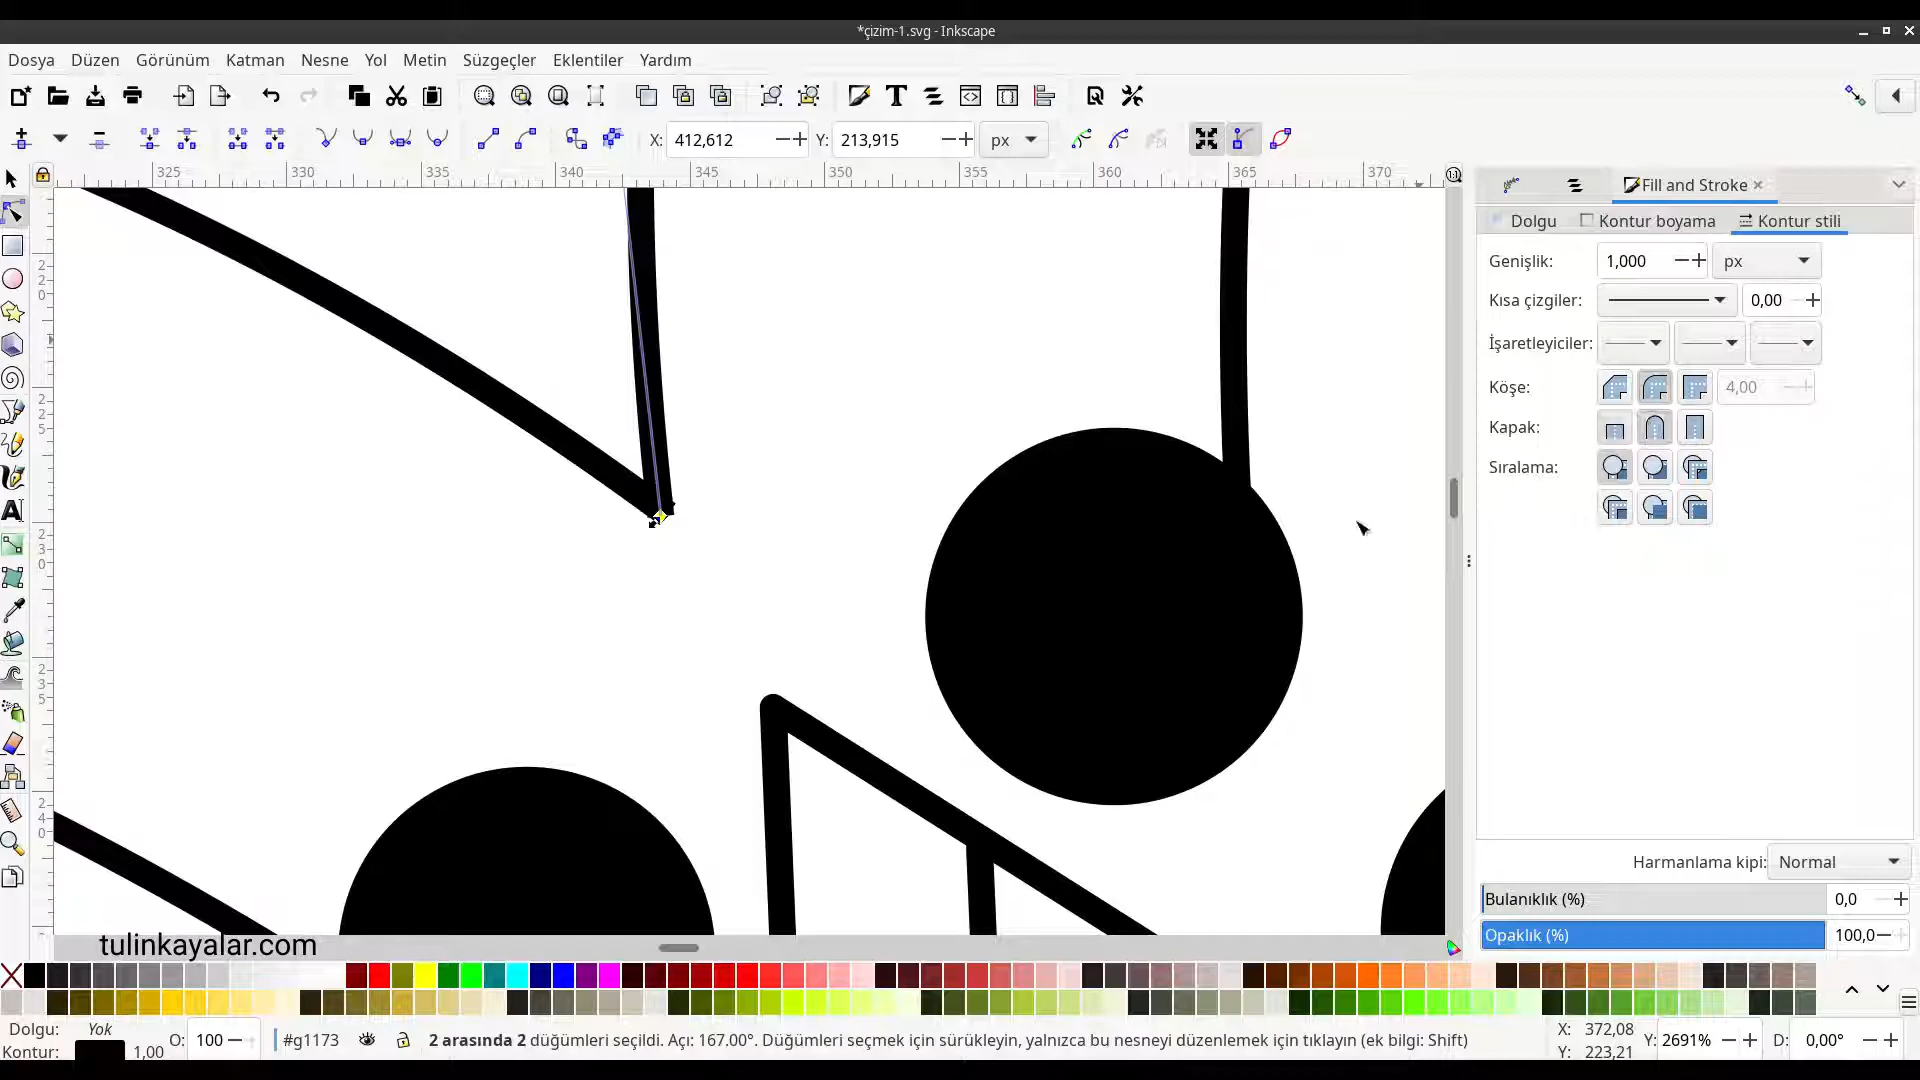 *çizim-1.svg - Inkscape
Dosya Düzen Görünüm Katman Nesne Yol Metin Süzgeçler Eklentiler Yardım
X: 412,612 Y: 213,915 px
325 330 335 340 345 350 355 360 365 370
Fill and Stroke
Dolgu Kontur boyama Kontur stili
Genişlik: 1,000 px
Kısa çizgiler: 0,00
İşaretleyiciler:
Köşe: 4,00
Kapak:
Sıralama:
220
225
230
235
240
Harmanlama kipi: Normal
Bulanıklık (%) 0,0
Opaklık (%) 100,0
tulinkayalar.com
Dolgu: Yok
Kontur: 1,00
O: 100
#g1173
2 arasında 2 düğümleri seçildi. Açı: 167.00°. Düğümleri seçmek için sürükleyin, yalnızca bu nesneyi düzenlemek için tıklayın (ek bilgi: Shift)
X: 372,08
Y: 223,21
Y: 2691% D: 0,00°